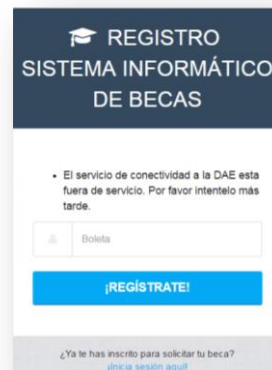 REGISTRO
SISTEMA INFORMÁTICO
DE BECAS
• El servicio de conectividad a la DAE esta
fuera de servicio. Por favor intentelo más
tarde.
Boleta
¡REGÍSTRATE!
¿Ya te has inscrito para solicitar tu beca?
¡Inicia sesión aquí!